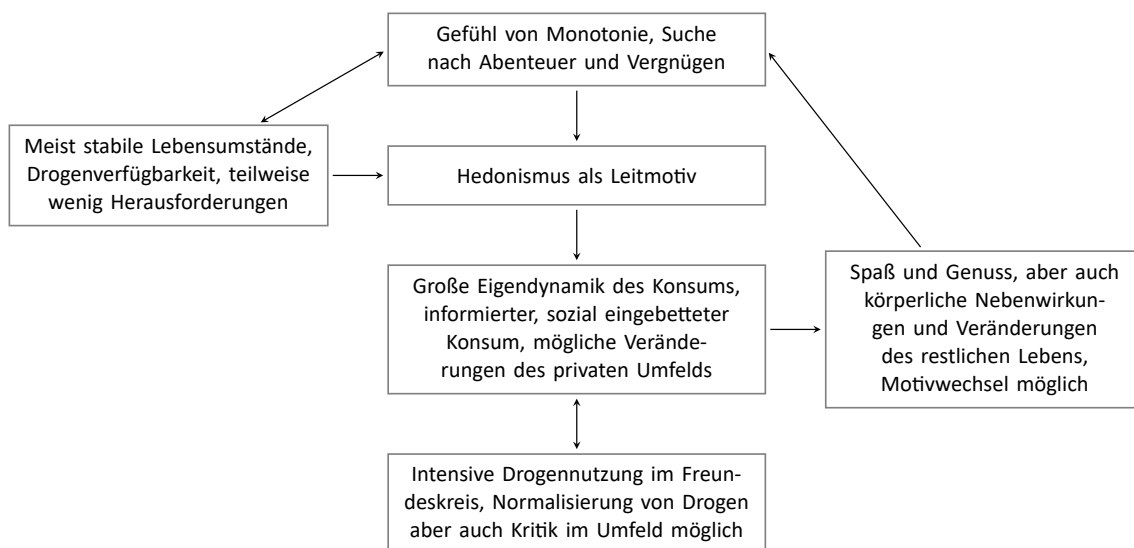 Gefühl von Monotonie, Suche
nach Abenteuer und Vergnügen
Meist stabile Lebensumstände,
Drogenverfügbarkeit, teilweise
wenig Herausforderungen
Hedonismus als Leitmotiv
Große Eigendynamik des Konsums,
informierter, sozial eingebetteter
Konsum, mögliche Verände-
rungen des privaten Umfelds
Spaß und Genuss, aber auch
körperliche Nebenwirkun-
gen und Veränderungen
des restlichen Lebens,
Motivwechsel möglich
Intensive Drogennutzung im Freun-
deskreis, Normalisierung von Drogen
aber auch Kritik im Umfeld möglich